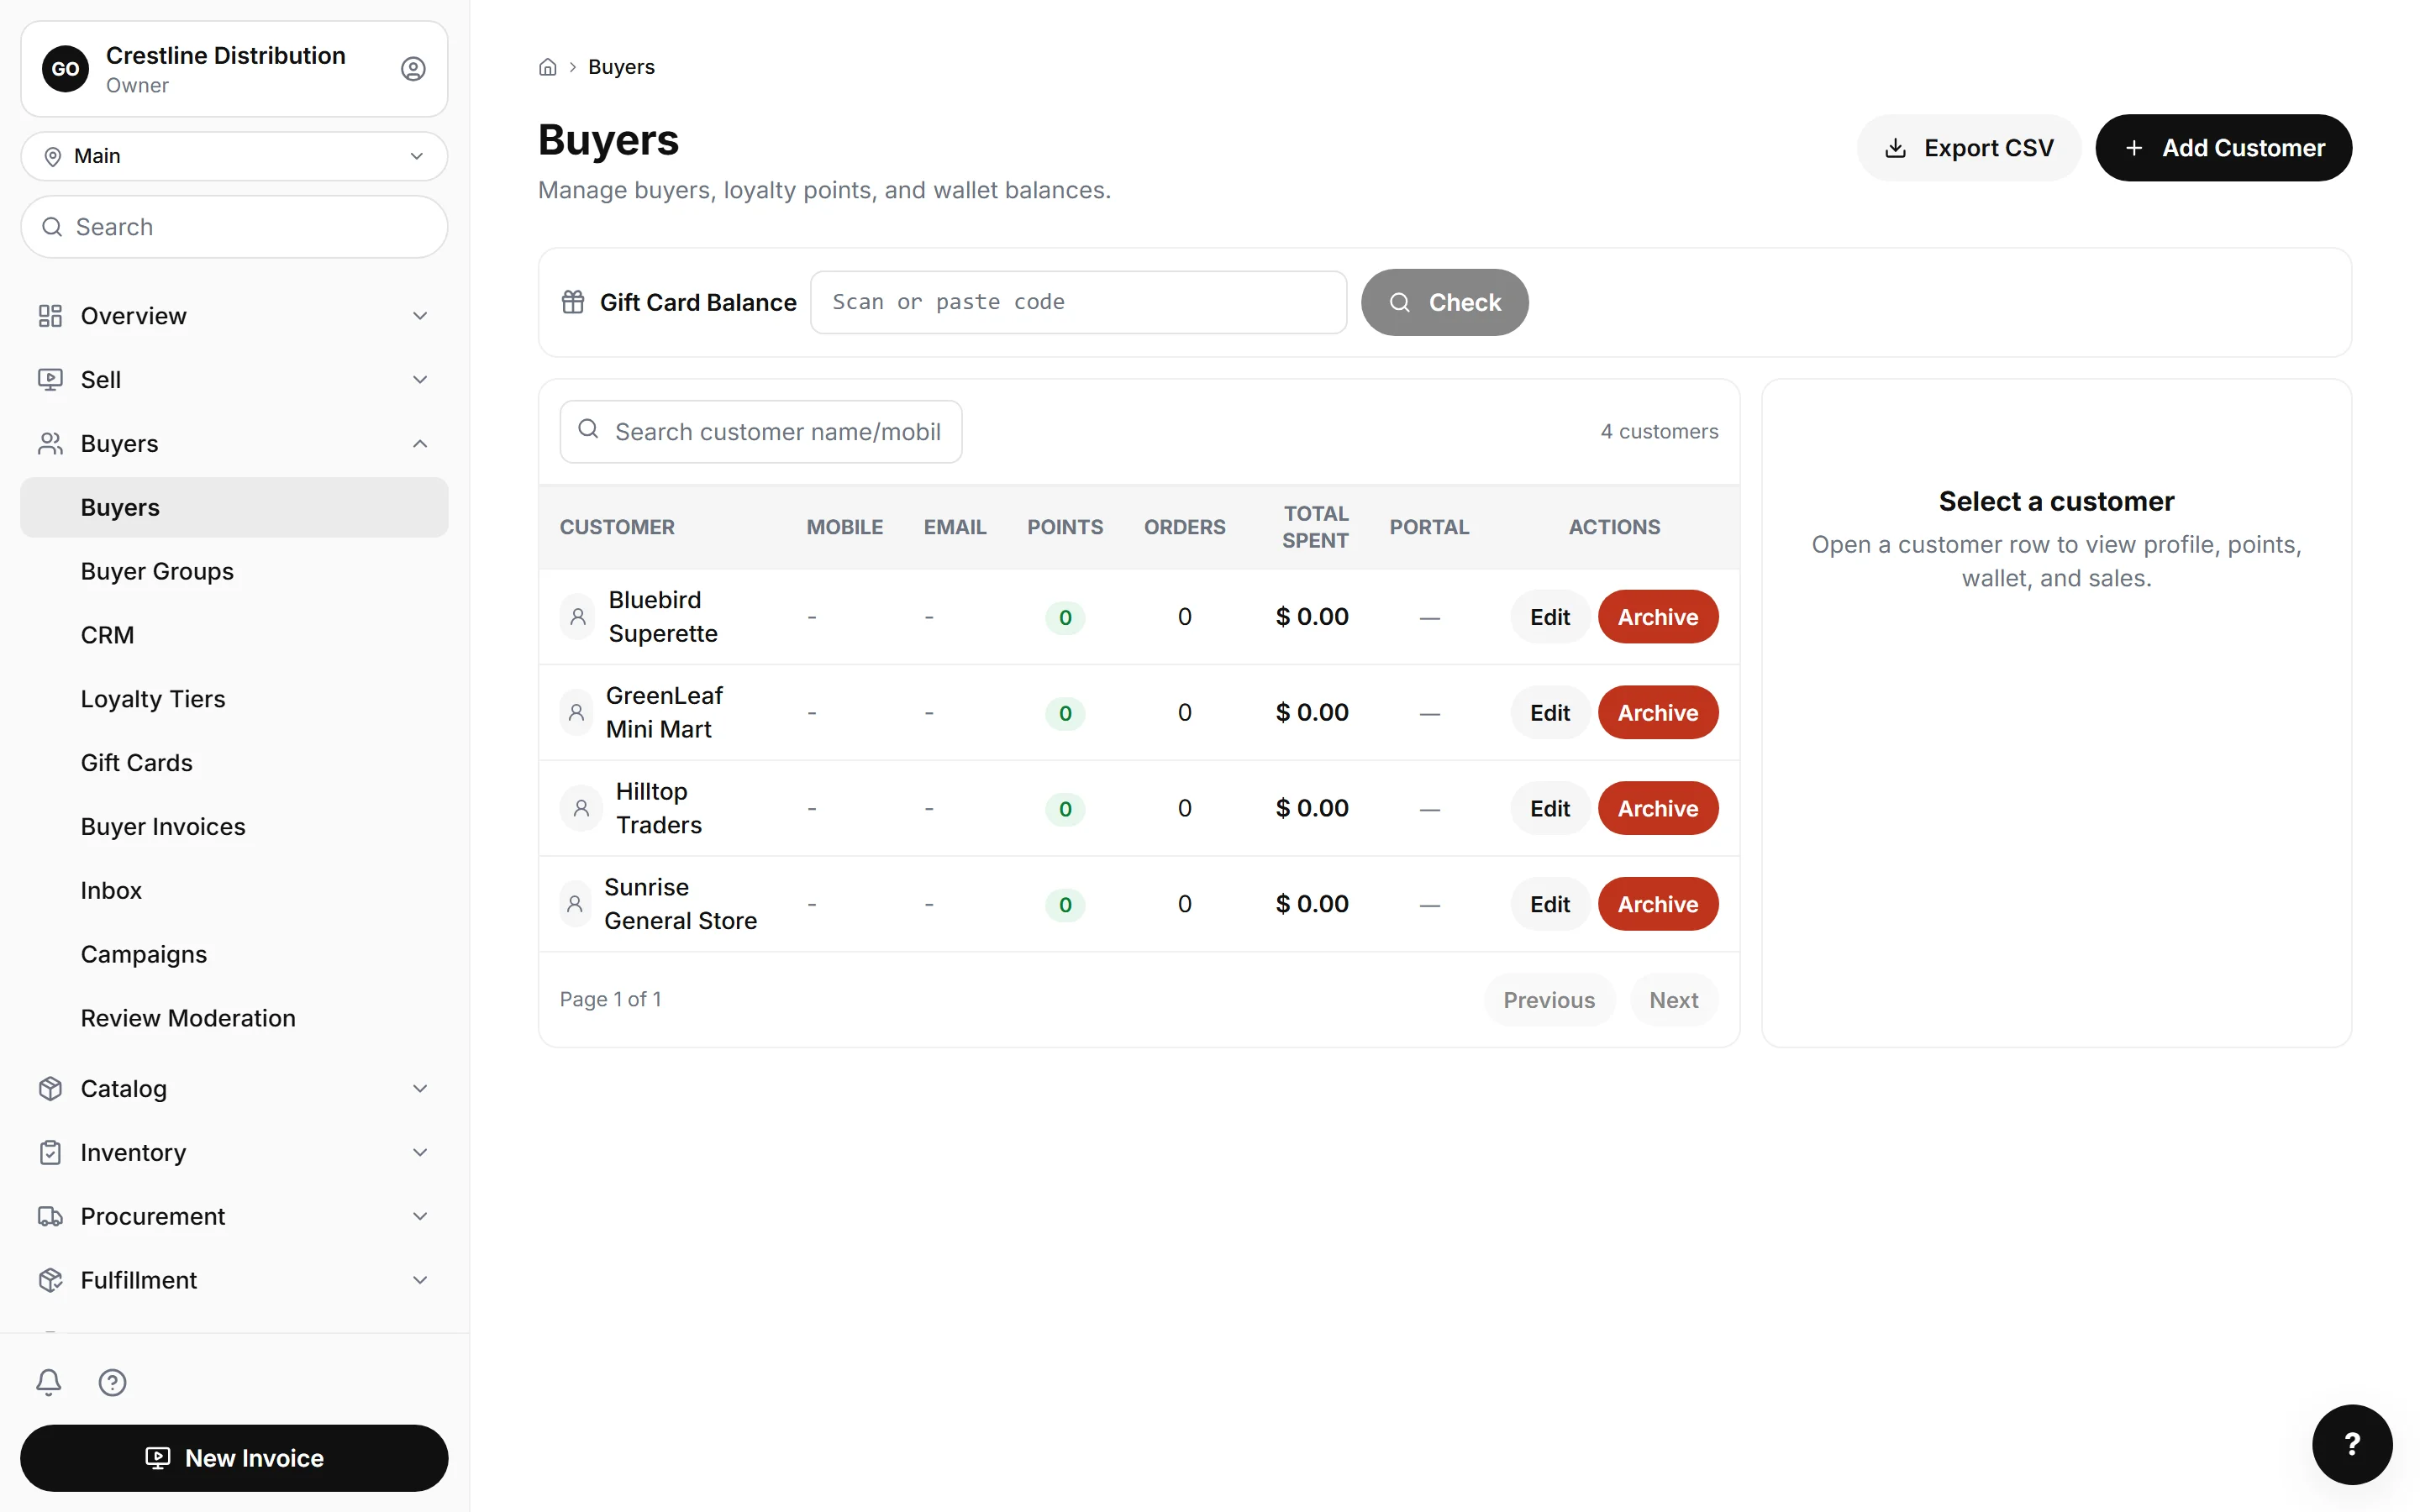 GO
Crestline Distribution
Owner
Main
Search
Overview
Sell
Buyers
Buyers
Buyer Groups
CRM
Loyalty Tiers
Gift Cards
Buyer Invoices
Inbox
Campaigns
Review Moderation
Catalog
Inventory
Procurement
Fulfillment
New Invoice
Buyers
Buyers
Manage buyers, loyalty points, and wallet balances.
Export CSV
Add Customer
Gift Card Balance
Scan or paste code
Check
Search customer name/mobil
4 customers
CUSTOMER MOBILE EMAIL POINTS ORDERS TOTAL SPENT PORTAL ACTIONS
Bluebird Superette - - 0 0 $ 0.00 — Edit Archive
GreenLeaf Mini Mart - - 0 0 $ 0.00 — Edit Archive
Hilltop Traders - - 0 0 $ 0.00 — Edit Archive
Sunrise General Store - - 0 0 $ 0.00 — Edit Archive
Page 1 of 1
Previous
Next
Select a customer
Open a customer row to view profile, points,
wallet, and sales.
?